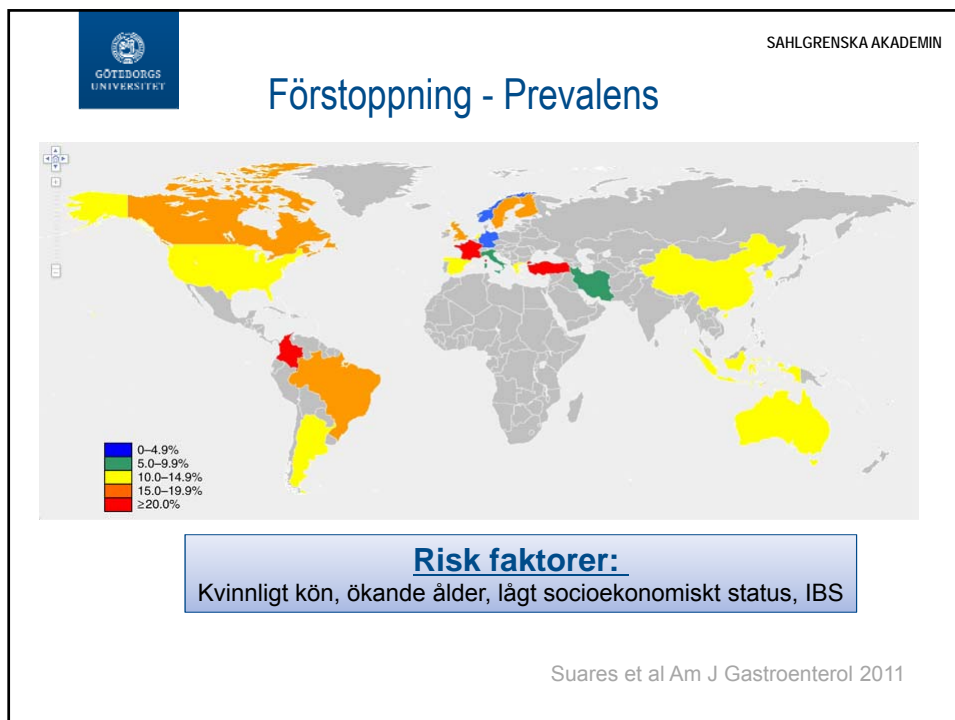 GÖTEBORGS
UNIVERSITET
SAHLGRENSKA AKADEMIN
Förstoppning - Prevalens
0–4.9%
5.0–9.9%
10.0–14.9%
15.0–19.9%
≥20.0%
Risk faktorer:
Kvinnligt kön, ökande ålder, lågt socioekonomiskt status, IBS
Suares et al Am J Gastroenterol 2011